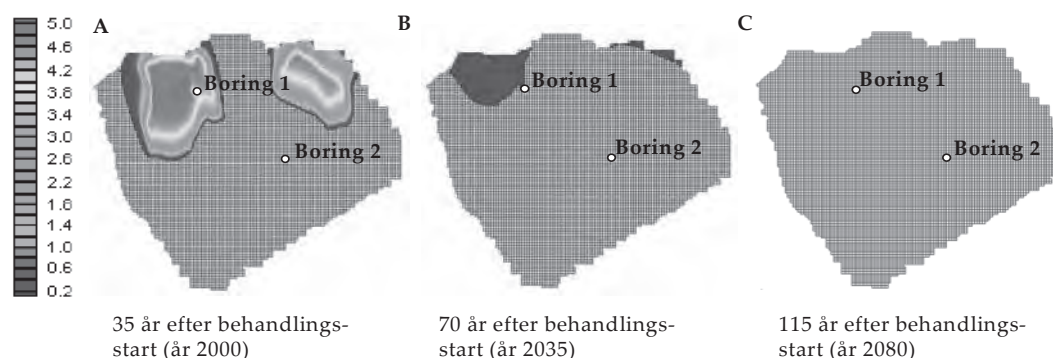 5.0
4.6
4.2
3.8
3.4
3.0
2.6
2.2
1.8
1.4
1.0
0.6
0.2
A
Boring 1
Boring 2
35 år efter behandlings-
start (år 2000)
B
Boring 1
Boring 2
70 år efter behandlings-
start (år 2035)
C
Boring 1
Boring 2
115 år efter behandlings-
start (år 2080)